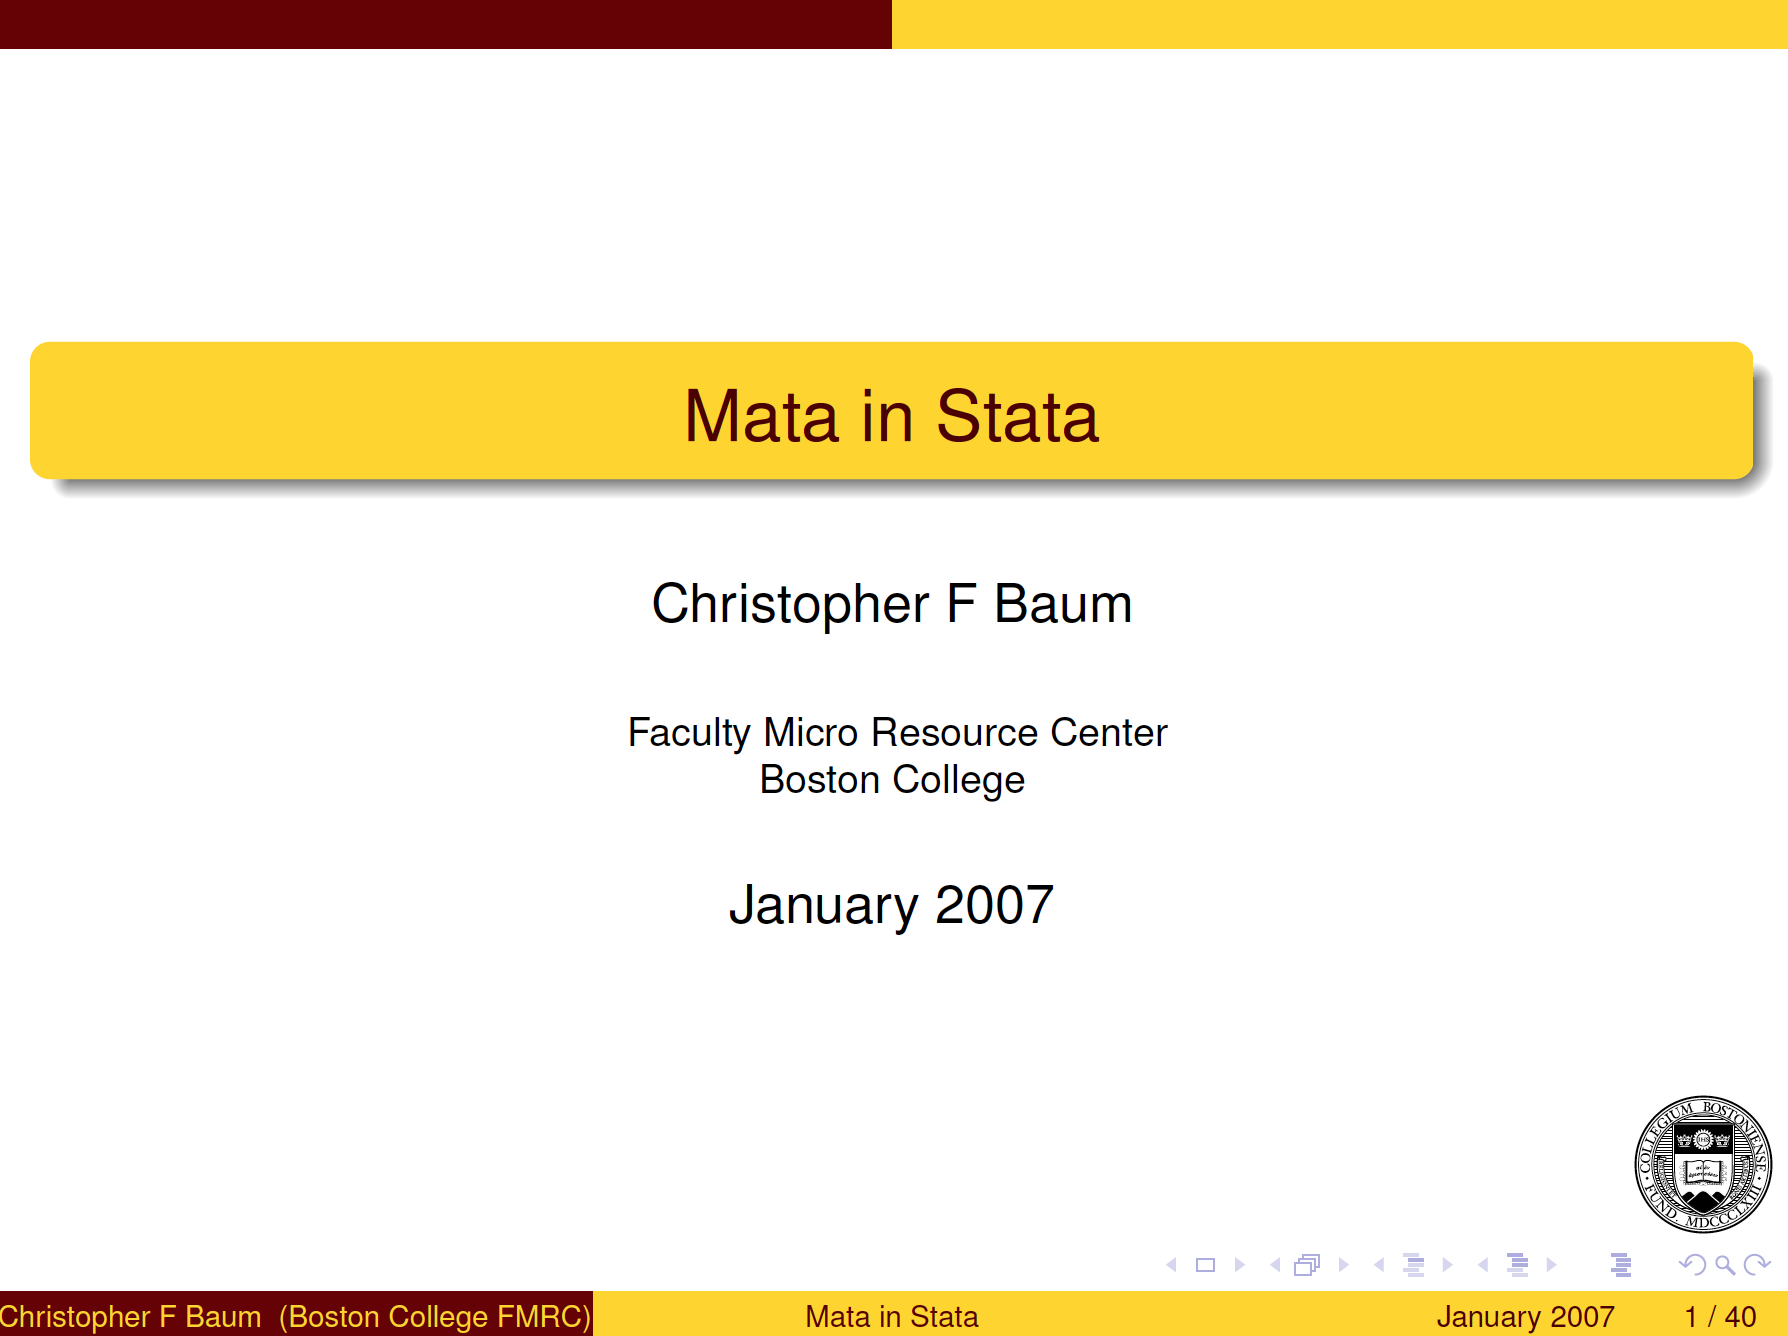 Mata in Stata
Christopher F Baum
Faculty Micro Resource Center
Boston College
January 2007
COLLEGIUM BOSTONIENSE
FUND. MDCCCLXIII
Christopher F Baum (Boston College FMRC) Mata in Stata January 2007 1 / 40